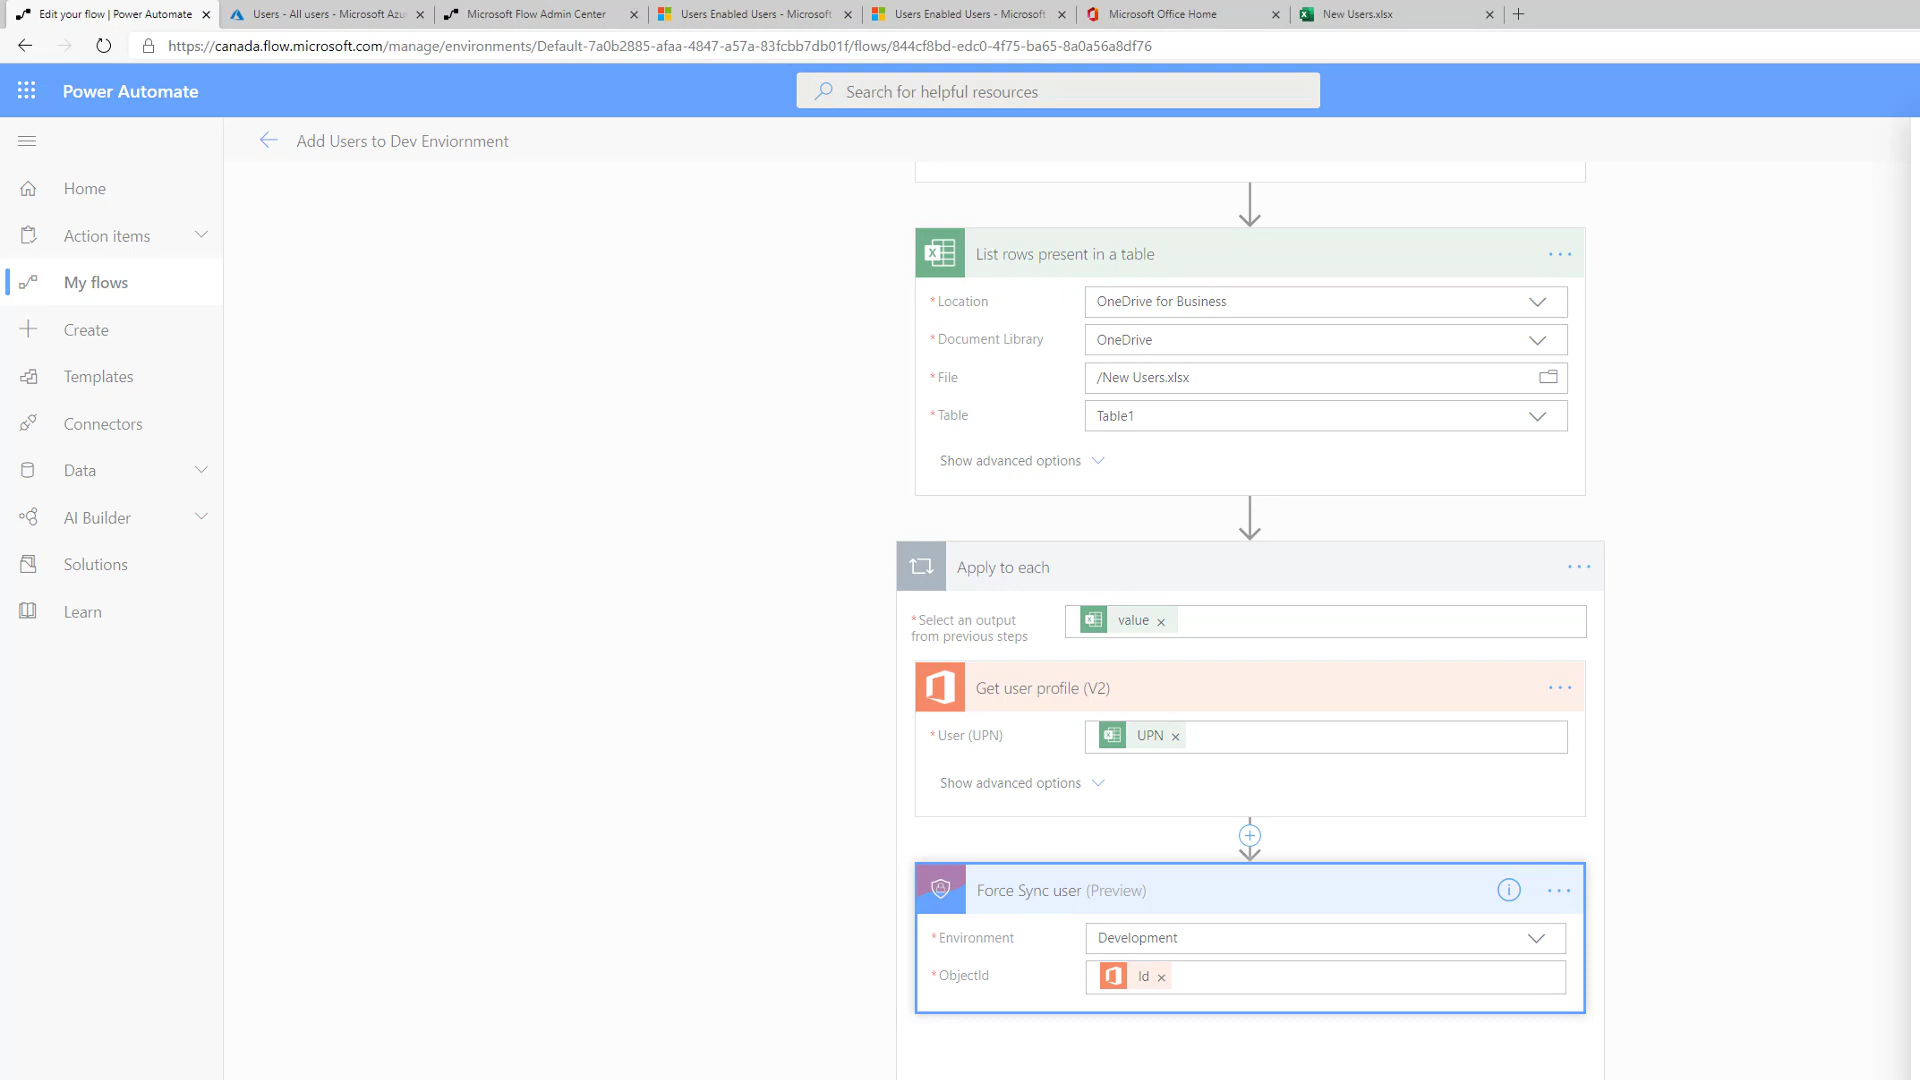 Edit your flow | Power Automate
Users - All users - Microsoft Azu
Microsoft Flow Admin Center
Users Enabled Users - Microsoft
Users Enabled Users - Microsoft
Microsoft Office Home
New Users.xlsx
https://canada.flow.microsoft.com/manage/environments/Default-7a0b2885-afaa-4847-a57a-83fcbb7db01f/flows/844cf8bd-edc0-4f75-ba65-8a0a56a8df76
Power Automate
Search for helpful resources
Add Users to Dev Enviornment
Home
Action items
My flows
Create
Templates
Connectors
Data
AI Builder
Solutions
Learn
List rows present in a table
* Location
OneDrive for Business
* Document Library
OneDrive
* File
/New Users.xlsx
* Table
Table1
Show advanced options
Apply to each
* Select an output
from previous steps
value
Get user profile (V2)
* User (UPN)
UPN
Show advanced options
Force Sync user (Preview)
* Environment
Development
* ObjectId
Id